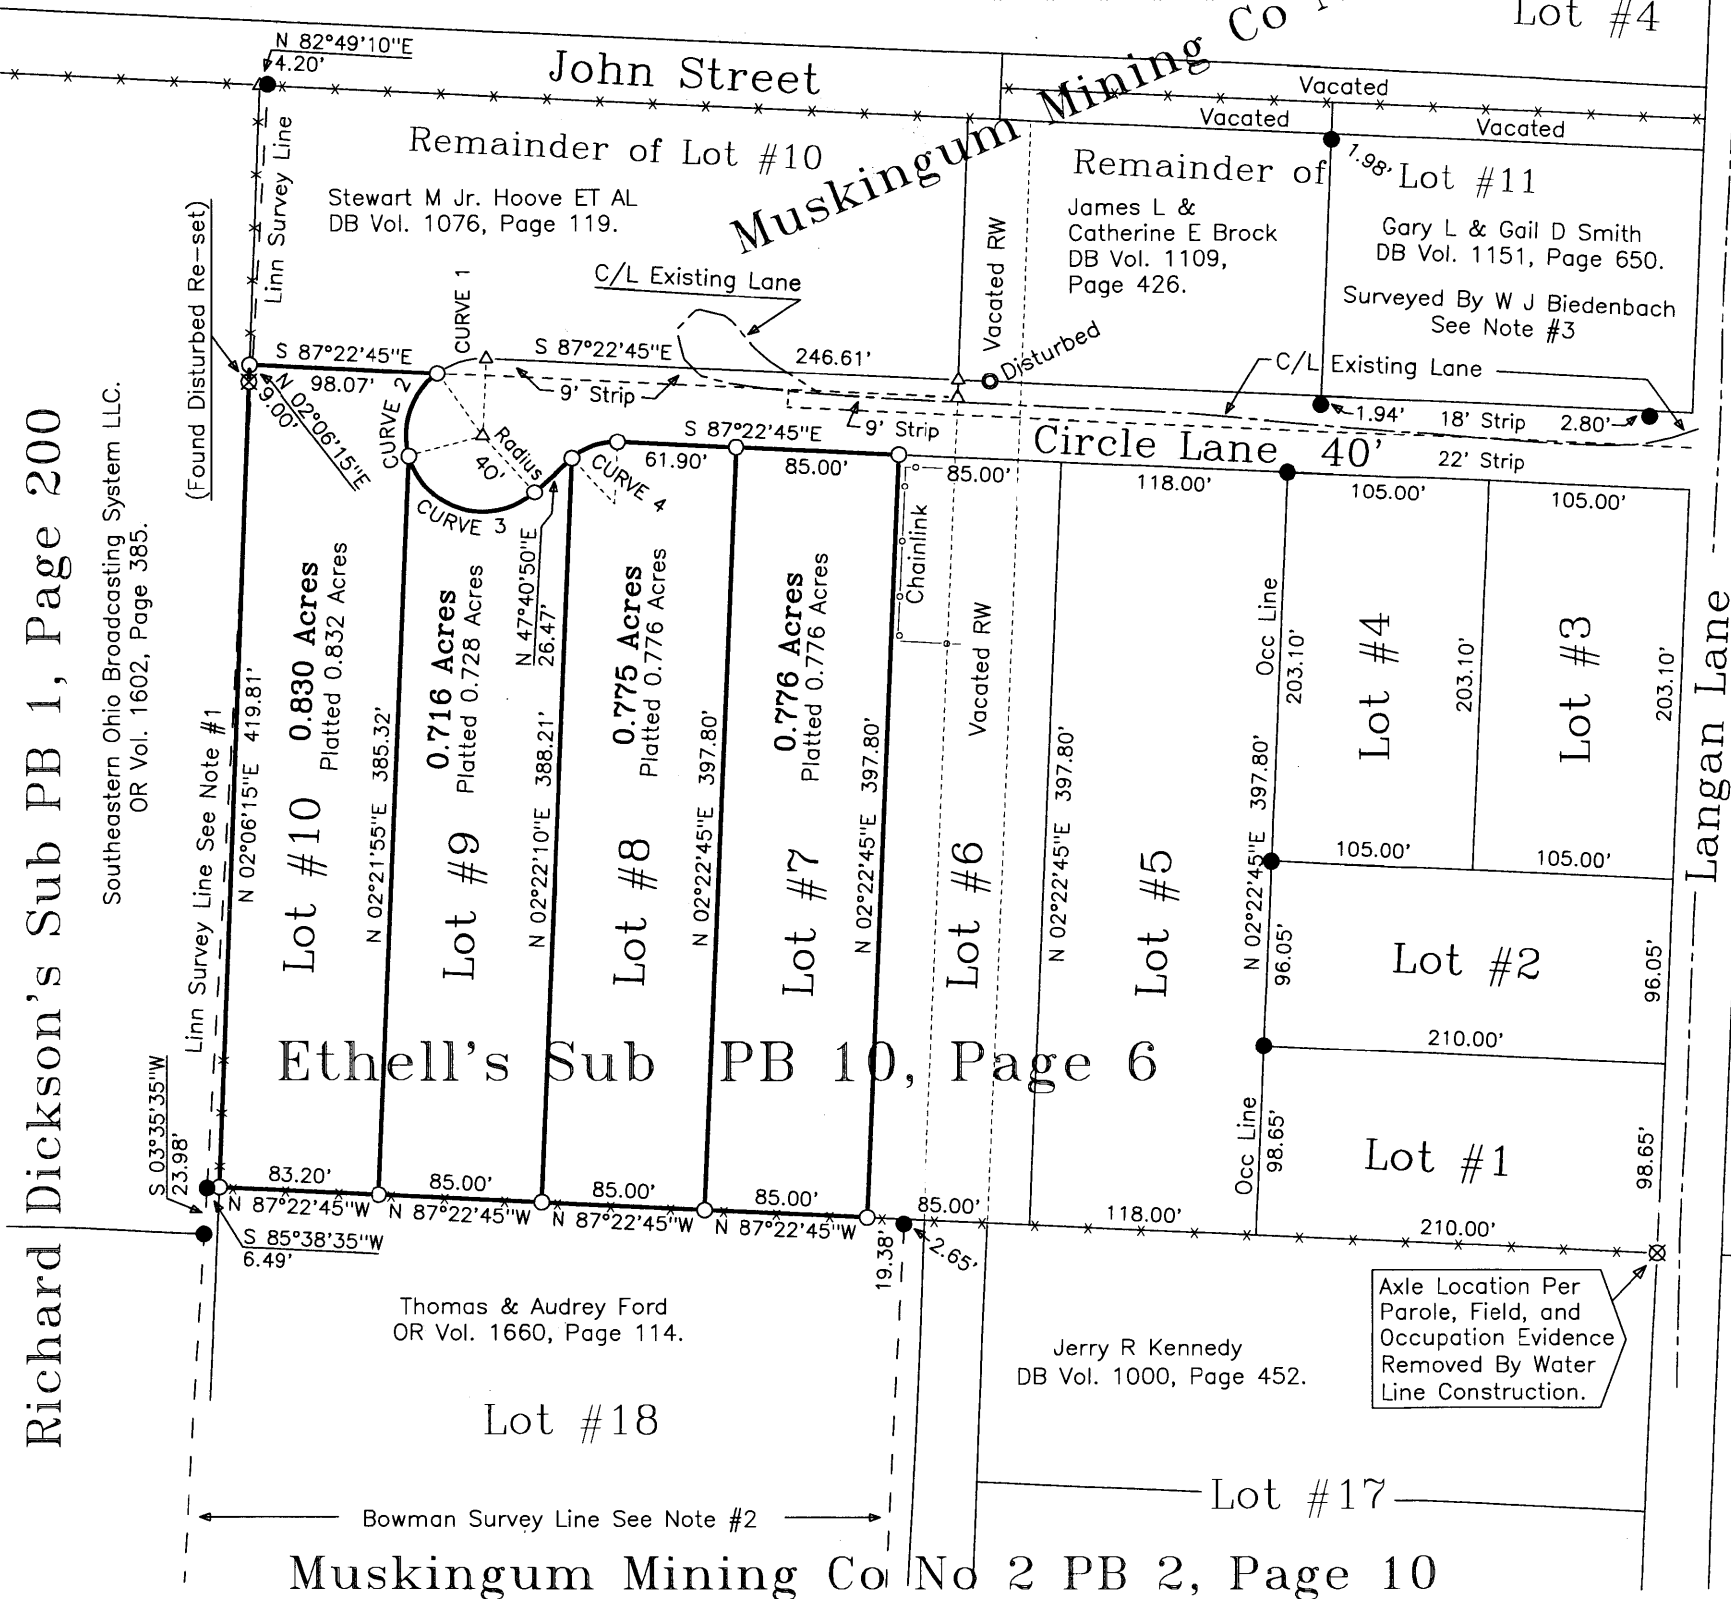 Lot #4
N 82°49'10"E
4.20'
John Street
Muskingum Mining Co
Vacated
Vacated
Vacated
Remainder of Lot #10
Stewart M Jr. Hoove ET AL
DB Vol. 1076, Page 119.
Linn Survey Line
(Found Disturbed Re-set)
Vacated RW
Remainder of
Lot #11
1.98'
James L &
Catherine E Brock
DB Vol. 1109,
Page 426.
Gary L & Gail D Smith
DB Vol. 1151, Page 650.
Surveyed By W J Biedenbach
See Note #3
C/L Existing Lane
CURVE 1
S 87°22'45"E
98.07'
S 87°22'45"E
246.61'
Disturbed
C/L Existing Lane
N 02°06'15"E
9.00'
CURVE 2
9' Strip
9' Strip
1.94'
18' Strip
2.80'
Radius
40'
S 87°22'45"E
61.90'
85.00'
Circle Lane 40'
22' Strip
CURVE 3
CURVE 4
85.00'
118.00'
105.00'
105.00'
N 47°40'50"E
26.47'
Chainlink
Vacated RW
Southeastern Ohio Broadcasting System LLC.
OR Vol. 1602, Page 385.
Richard Dickson's Sub PB 1, Page 200
Linn Survey Line See Note #1
N 02°06'15"E 419.81'
Lot #10
0.830 Acres
Platted 0.832 Acres
N 02°21'55"E 385.32'
Lot #9
0.716 Acres
Platted 0.728 Acres
N 02°22'10"E 388.21'
Lot #8
0.775 Acres
Platted 0.776 Acres
N 02°22'45"E 397.80'
Lot #7
0.776 Acres
Platted 0.776 Acres
N 02°22'45"E 397.80'
Lot #6
N 02°22'45"E 397.80'
Lot #5
N 02°22'45"E 397.80'
Occ Line
203.10'
Lot #4
203.10'
Lot #3
203.10'
Langan Lane
105.00'
105.00'
96.05'
Lot #2
96.05'
210.00'
Ethell's Sub PB 10, Page 6
Occ Line
98.65'
Lot #1
98.65'
S 03°35'35"W
23.98'
83.20'
N 87°22'45"W
85.00'
N 87°22'45"W
85.00'
N 87°22'45"W
85.00'
N 87°22'45"W
85.00'
118.00'
210.00'
S 85°38'35"W
6.49'
19.38'
2.65'
Thomas & Audrey Ford
OR Vol. 1660, Page 114.
Jerry R Kennedy
DB Vol. 1000, Page 452.
Axle Location Per
Parole, Field, and
Occupation Evidence
Removed By Water
Line Construction.
Lot #18
Lot #17
Bowman Survey Line See Note #2
Muskingum Mining Co No 2 PB 2, Page 10